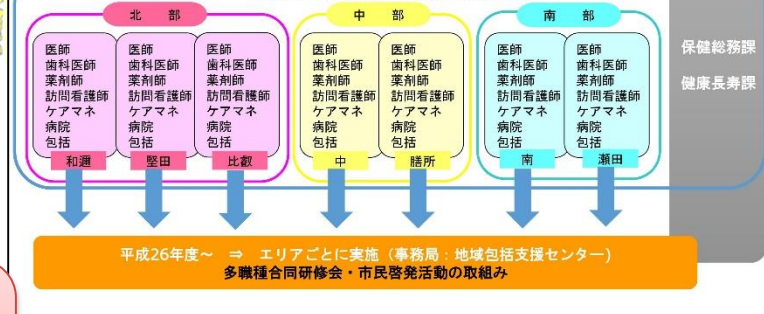 北　部
中　部
南　部
医師
歯科医師
薬剤師
訪問看護師
ケアマネ
病院
包括
和邇
医師
歯科医師
薬剤師
訪問看護師
ケアマネ
病院
包括
堅田
医師
歯科医師
薬剤師
訪問看護師
ケアマネ
病院
包括
比叡
医師
歯科医師
薬剤師
訪問看護師
ケアマネ
病院
包括
中
医師
歯科医師
薬剤師
訪問看護師
ケアマネ
病院
包括
膳所
医師
歯科医師
薬剤師
訪問看護師
ケアマネ
病院
包括
南
医師
歯科医師
薬剤師
訪問看護師
ケアマネ
病院
包括
瀬田
保健総務課
健康長寿課
平成26年度～　⇒　エリアごとに実施（事務局：地域包括支援センター)
多職種合同研修会・市民啓発活動の取組み